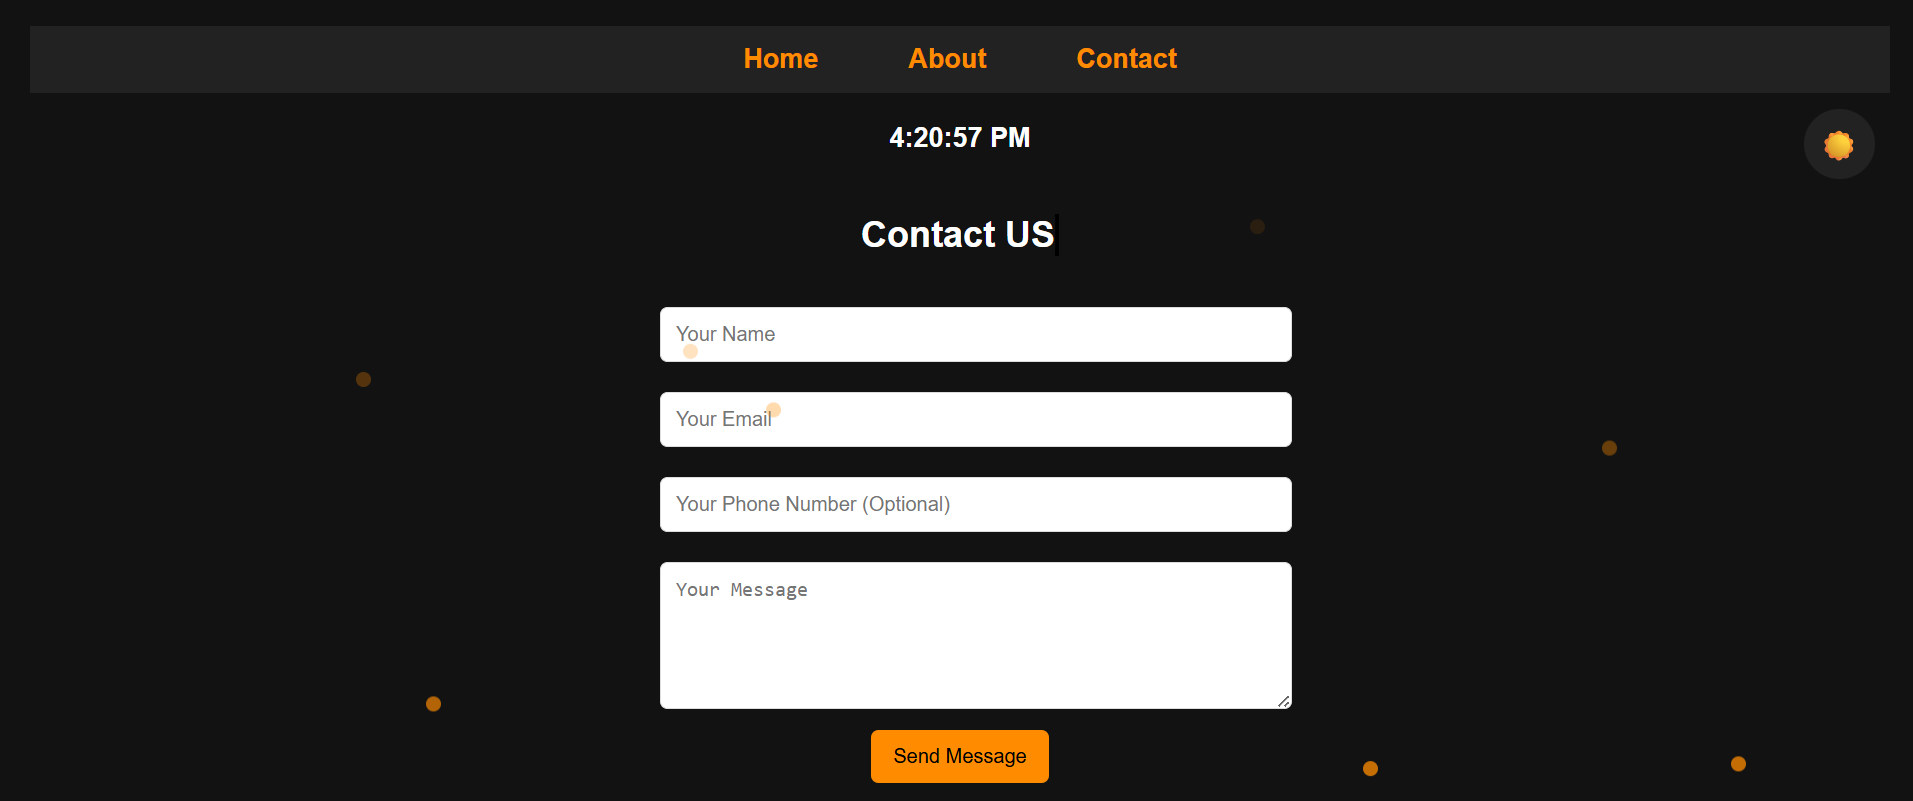 Home About Contact
4:20:57 PM
Contact US
Your Name
Your Email
Your Phone Number (Optional)
Your Message
Send Message